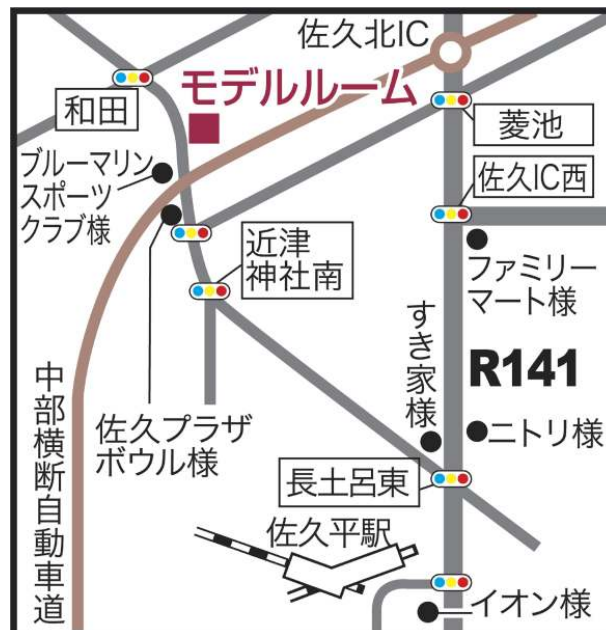 佐久北IC
モデルルーム
和田
菱池
ブルーマリン
スポーツ
クラブ様
佐久IC西
近津
神社南
ファミリー
マート様
すき家様
R141
中部横断自動車道
佐久プラザ
ボウル様
ニトリ様
長土呂東
佐久平駅
イオン様